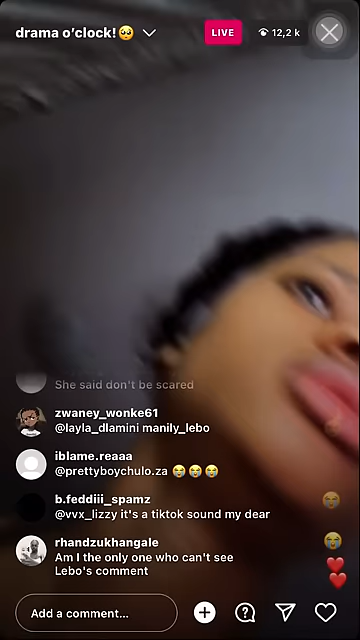 drama o'clock!🥺
LIVE
12,2 k
She said don't be scared
zwaney_wonke61
@layla_dlamini manily_lebo
iblame.reaaa
@prettyboychulo.za 😭😭😭
b.feddiii_spamz
@vvx_lizzy it's a tiktok sound my dear
rhandzukhangale
Am I the only one who can't see
Lebo's comment
Add a comment...